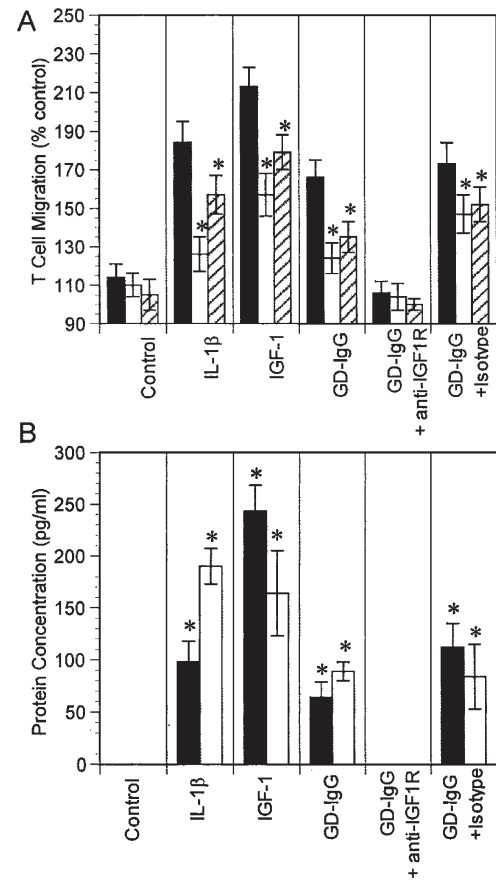 A
T Cell Migration (% control)
250
230
210
190
170
150
130
110
90
* * * * * * * *
Control
IL-1β
IGF-1
GD-IgG
GD-IgG
+ anti-IGF1R
GD-IgG
+Isotype
B
Protein Concentration (pg/ml)
300
250
200
150
100
50
0
* * * * * * * *
Control
IL-1β
IGF-1
GD-IgG
GD-IgG
+ anti-IGF1R
GD-IgG
+Isotype